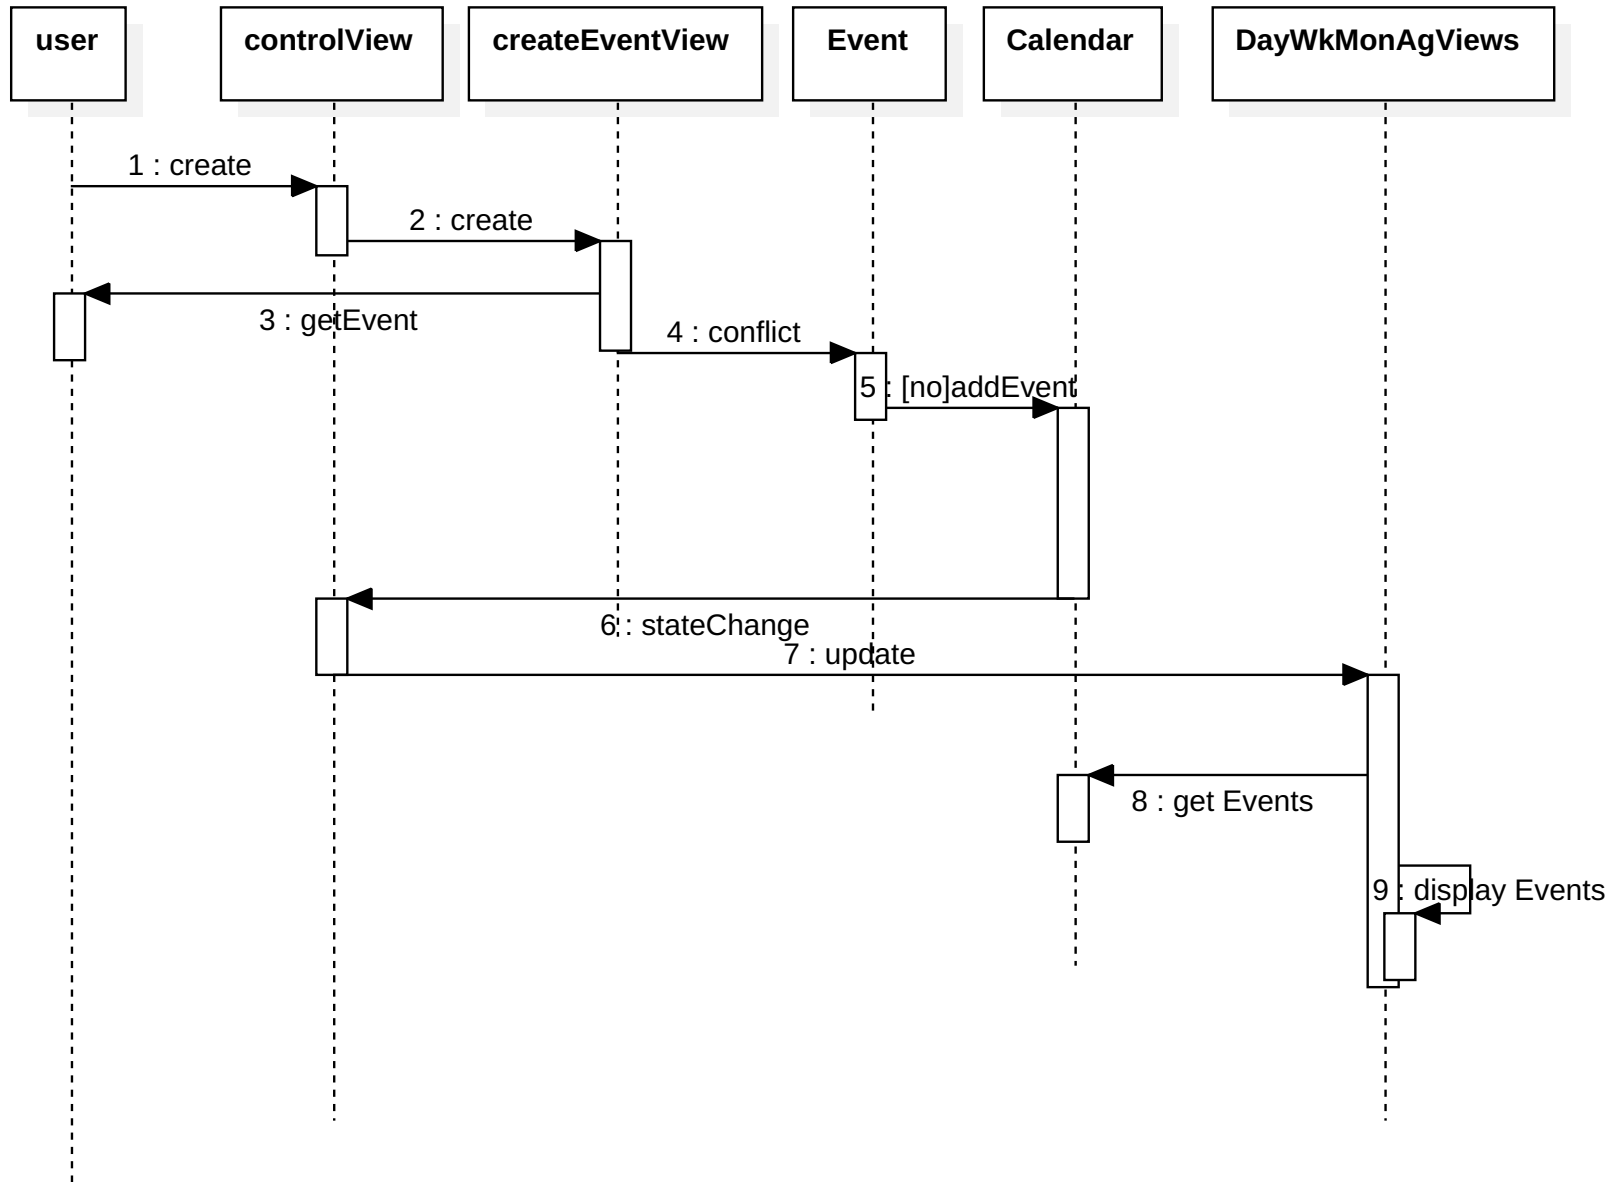 user
controlView
createEventView
Event
Calendar
DayWkMonAgViews
1 : create
2 : create
3 : getEvent
4 : conflict
5 : [no]addEvent
6 : stateChange
7 : update
8 : get Events
9 : display Events